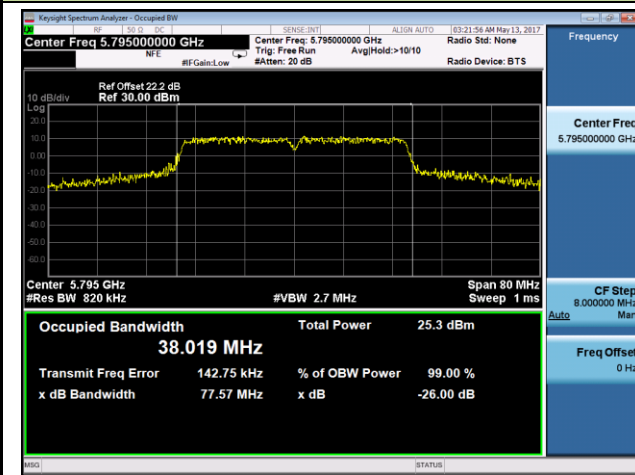 Keysight Spectrum Analyzer - Occupied BW
RF 50 Ω DC SENSE:INT ALIGN AUTO 03:21:56 AM May 13, 2017
Center Freq 5.795000000 GHz
Center Freq: 5.795000000 GHz
Radio Std: None
NFE
Trig: Free Run Avg|Hold:>10/10
#IFGain:Low
#Atten: 20 dB
Radio Device: BTS
Frequency
Ref Offset 22.2 dB
10 dB/div Ref 30.00 dBm
Log
20.0
10.0
0.00
-10.0
-20.0
-30.0
-40.0
-50.0
-60.0
Center 5.795 GHz Span 80 MHz
#Res BW 820 kHz #VBW 2.7 MHz Sweep 1 ms
Occupied Bandwidth Total Power 25.3 dBm
38.019 MHz
Transmit Freq Error 142.75 kHz % of OBW Power 99.00 %
x dB Bandwidth 77.57 MHz x dB -26.00 dB
Center Freq
5.795000000 GHz
CF Step
8.000000 MHz
Auto Man
Freq Offset
0 Hz
MSG STATUS